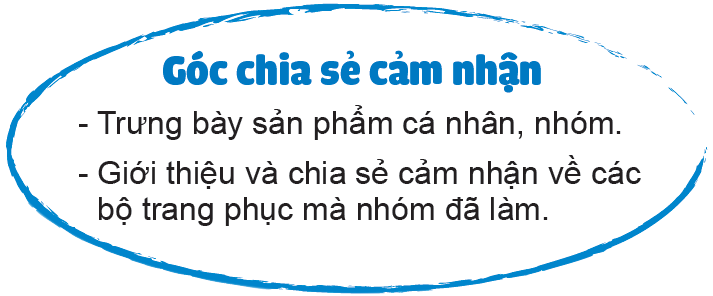 Góc chia sẻ cảm nhận
- Trưng bày sản phẩm cá nhân, nhóm.
- Giới thiệu và chia sẻ cảm nhận về các
bộ trang phục mà nhóm đã làm.